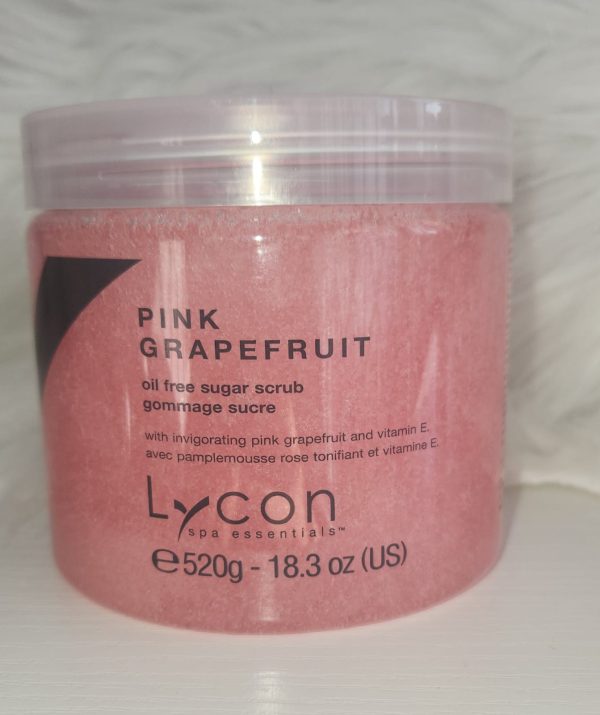 PINK
GRAPEFRUIT
oil free sugar scrub
gommage sucre
with invigorating pink grapefruit and vitamin E.
avec pamplemousse rose tonifiant et vitamine E.
Lycon
spa essentials™
℮520g - 18.3 oz (US)